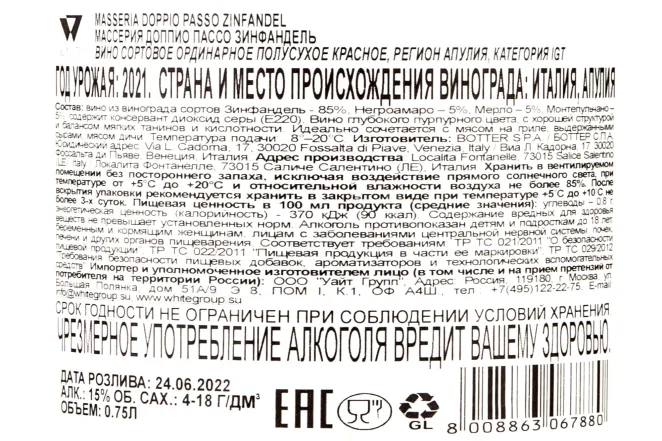 MASSERIA DOPPIO PASSO ZINFANDEL
МАССЕРИЯ ДОППИО ПАССО ЗИНФАНДЕЛЬ
ВИНО СОРТОВОЕ ОРДИНАРНОЕ ПОЛУСУХОЕ КРАСНОЕ, РЕГИОН АПУЛИЯ, КАТЕГОРИЯ IGT
ГОД УРОЖАЯ: 2021. СТРАНА И МЕСТО ПРОИСХОЖДЕНИЯ ВИНОГРАДА: ИТАЛИЯ, АПУЛИЯ
Состав: вино из винограда сортов Зинфандель - 85%, Негроамаро – 5%, Мерло – 5%, Монтепульчано –
5%, содержит консервант диоксид серы (Е220). Вино глубокого пурпурного цвета, с хорошей структурой
и балансом мягких танинов и кислотности. Идеально сочетается с мясом на гриле, выдержанными
сырами, мясом дичи. Температура подачи 8°–20°C Изготовитель: BOTTER S.P.A./ БОТТЕР С.П.А.
Юридический адрес: Via L. Cadorna, 17, 30020 Fossalta di Piave, Venezia, Italy / Виа Л. Кадорна, 17, 30020
Фоссальта ди Пьяве, Венеция, Италия Адрес производства: Localita Fontanelle, 73015 Salice Salentino
(LE), Italy Локалита Фонтанелле, 73015 Саличе Салентино (ЛЕ), Италия Хранить в вентилируемом
помещении без постороннего запаха, исключая воздействие прямого солнечного света, при
температуре от +5 С до +20°С и относительной влажности воздуха не более 85%. После
вскрытия упаковки рекомендуется хранить в закрытом виде при температуре +5 С до +10 С не
более 3-х суток. Пищевая ценность в 100 мл продукта (средние значения): углеводы – 0,8 г
энергетическая ценность (калорийность) - 370 кДж (90 ккал) Содержание вредных для здоровья
веществ не превышает установленных норм. Алкоголь противопоказан детям и подросткам до 18 лет,
беременным и кормящим женщинам, лицам с заболеваниями центральной нервной системы, почек,
печени и других органов пищеварения. Соответствует требованиям ТР ТС 021/2011 "О безопасности
пищевой продукции" ТР ТС 022/2011 "Пищевая продукция в части ее маркировки", ТР ТС 029/2012
"Требования безопасности пищевых добавок, ароматизаторов и технологических вспомогательных
средств" Импортер и уполномоченное изготовителем лицо (в том числе и на прием претензий от
потребителя на территории России): ООО "Уайт Групп", Адрес: Россия 119180, г. Москва, ул.
Большая Полянка, дом 51А/9, Э 8, ПОМ I, К.1, ОФ А4Ш, тел +7(495)122-22-75. E-mail:
info@whitegroup.su, www.whitegroup.su
СРОК ГОДНОСТИ НЕ ОГРАНИЧЕН ПРИ СОБЛЮДЕНИИ УСЛОВИЙ ХРАНЕНИЯ.
ЧРЕЗМЕРНОЕ УПОТРЕБЛЕНИЕ АЛКОГОЛЯ ВРЕДИТ ВАШЕМУ ЗДОРОВЬЮ.
ДАТА РОЗЛИВА: 24.06.2022
АЛК.: 15% ОБ. САХ.: 4-18 Г/ДМ³
ОБЪЕМ: 0.75Л
EAC
GL
8 008863 067880